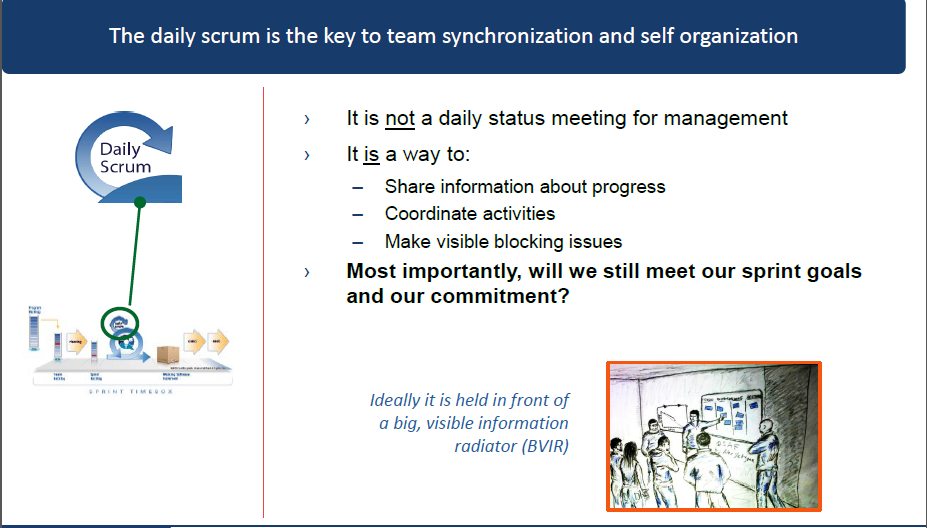 The daily scrum is the key to team synchronization and self organization
Daily
Scrum
› It is not a daily status meeting for management
› It is a way to:
– Share information about progress
– Coordinate activities
– Make visible blocking issues
› Most importantly, will we still meet our sprint goals
and our commitment?
SPRINT TIMEBOX
Ideally it is held in front of
a big, visible information
radiator (BVIR)